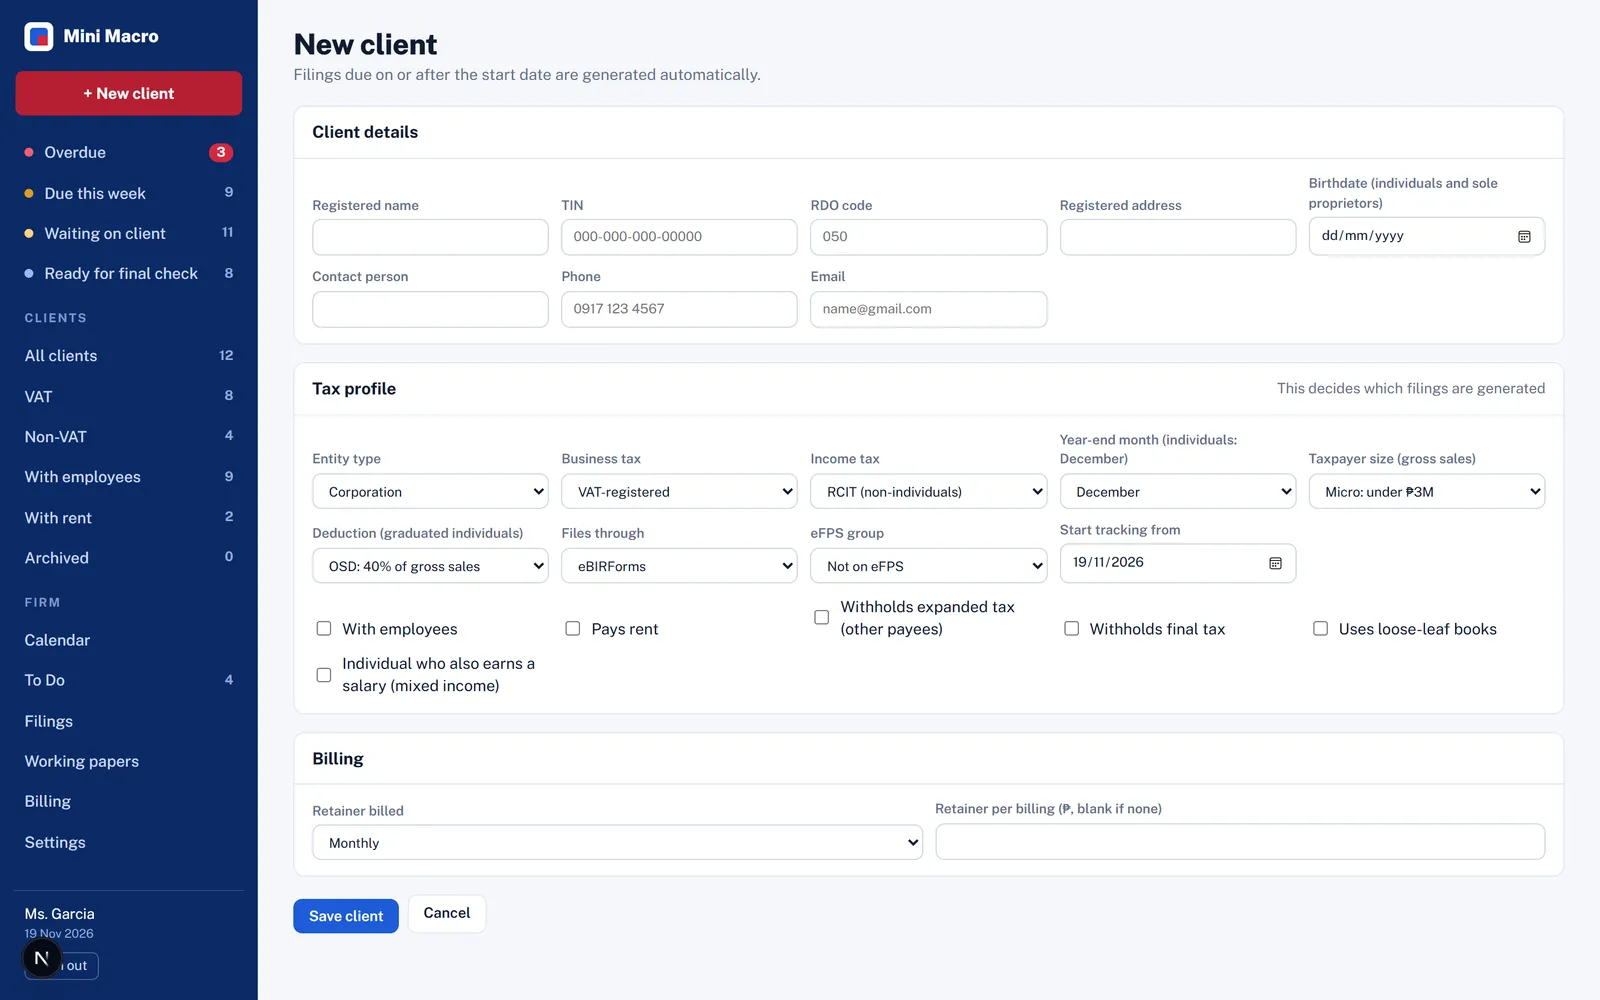 Mini Macro
+ New client
Overdue 3
Due this week 9
Waiting on client 11
Ready for final check 8
CLIENTS
All clients 12
VAT 8
Non-VAT 4
With employees 9
With rent 2
Archived 0
FIRM
Calendar
To Do 4
Filings
Working papers
Billing
Settings
Ms. Garcia
19 Nov 2026
N
out
New client
Filings due on or after the start date are generated automatically.
Client details
Registered name
TIN
000-000-000-00000
RDO code
050
Registered address
Birthdate (individuals and sole
proprietors)
dd/mm/yyyy
Contact person
Phone
0917 123 4567
Email
name@gmail.com
Tax profile
This decides which filings are generated
Entity type
Corporation
Business tax
VAT-registered
Income tax
RCIT (non-individuals)
Year-end month (individuals:
December)
December
Taxpayer size (gross sales)
Micro: under ₱3M
Deduction (graduated individuals)
OSD: 40% of gross sales
Files through
eBIRForms
eFPS group
Not on eFPS
Start tracking from
19/11/2026
With employees
Pays rent
Withholds expanded tax
(other payees)
Withholds final tax
Uses loose-leaf books
Individual who also earns a
salary (mixed income)
Billing
Retainer billed
Monthly
Retainer per billing (₱, blank if none)
Save client
Cancel